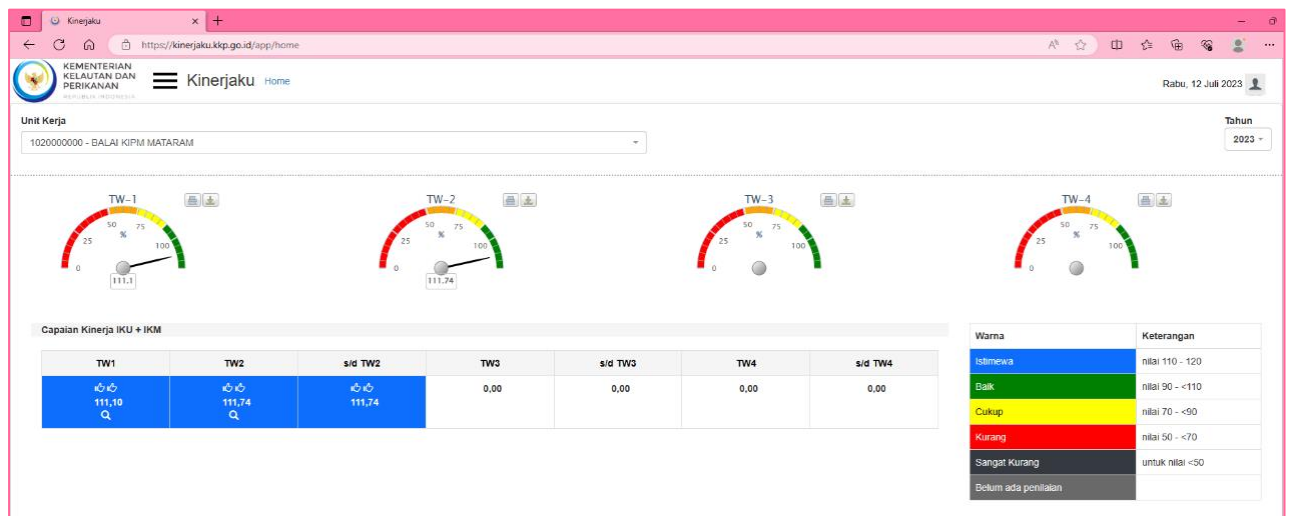 Kinerjaku
https://kinerjaku.kkp.go.id/app/home
KEMENTERIAN
KELAUTAN DAN
PERIKANAN
REPUBLIK INDONESIA
Kinerjaku Home
Rabu, 12 Juli 2023
Unit Kerja
Tahun
1020000000 - BALAI KIPM MATARAM
2023
TW-1
0 25 50 75 100
%
111.1
TW-2
0 25 50 75 100
%
111.74
TW-3
0 25 50 75 100
%
TW-4
0 25 50 75 100
%
Capaian Kinerja IKU + IKM
TW1 TW2 s/d TW2 TW3 s/d TW3 TW4 s/d TW4
111,10 111,74 111,74 0,00 0,00 0,00 0,00
Warna Keterangan
Istimewa nilai 110 - 120
Baik nilai 90 - <110
Cukup nilai 70 - <90
Kurang nilai 50 - <70
Sangat Kurang untuk nilai <50
Belum ada penilaian